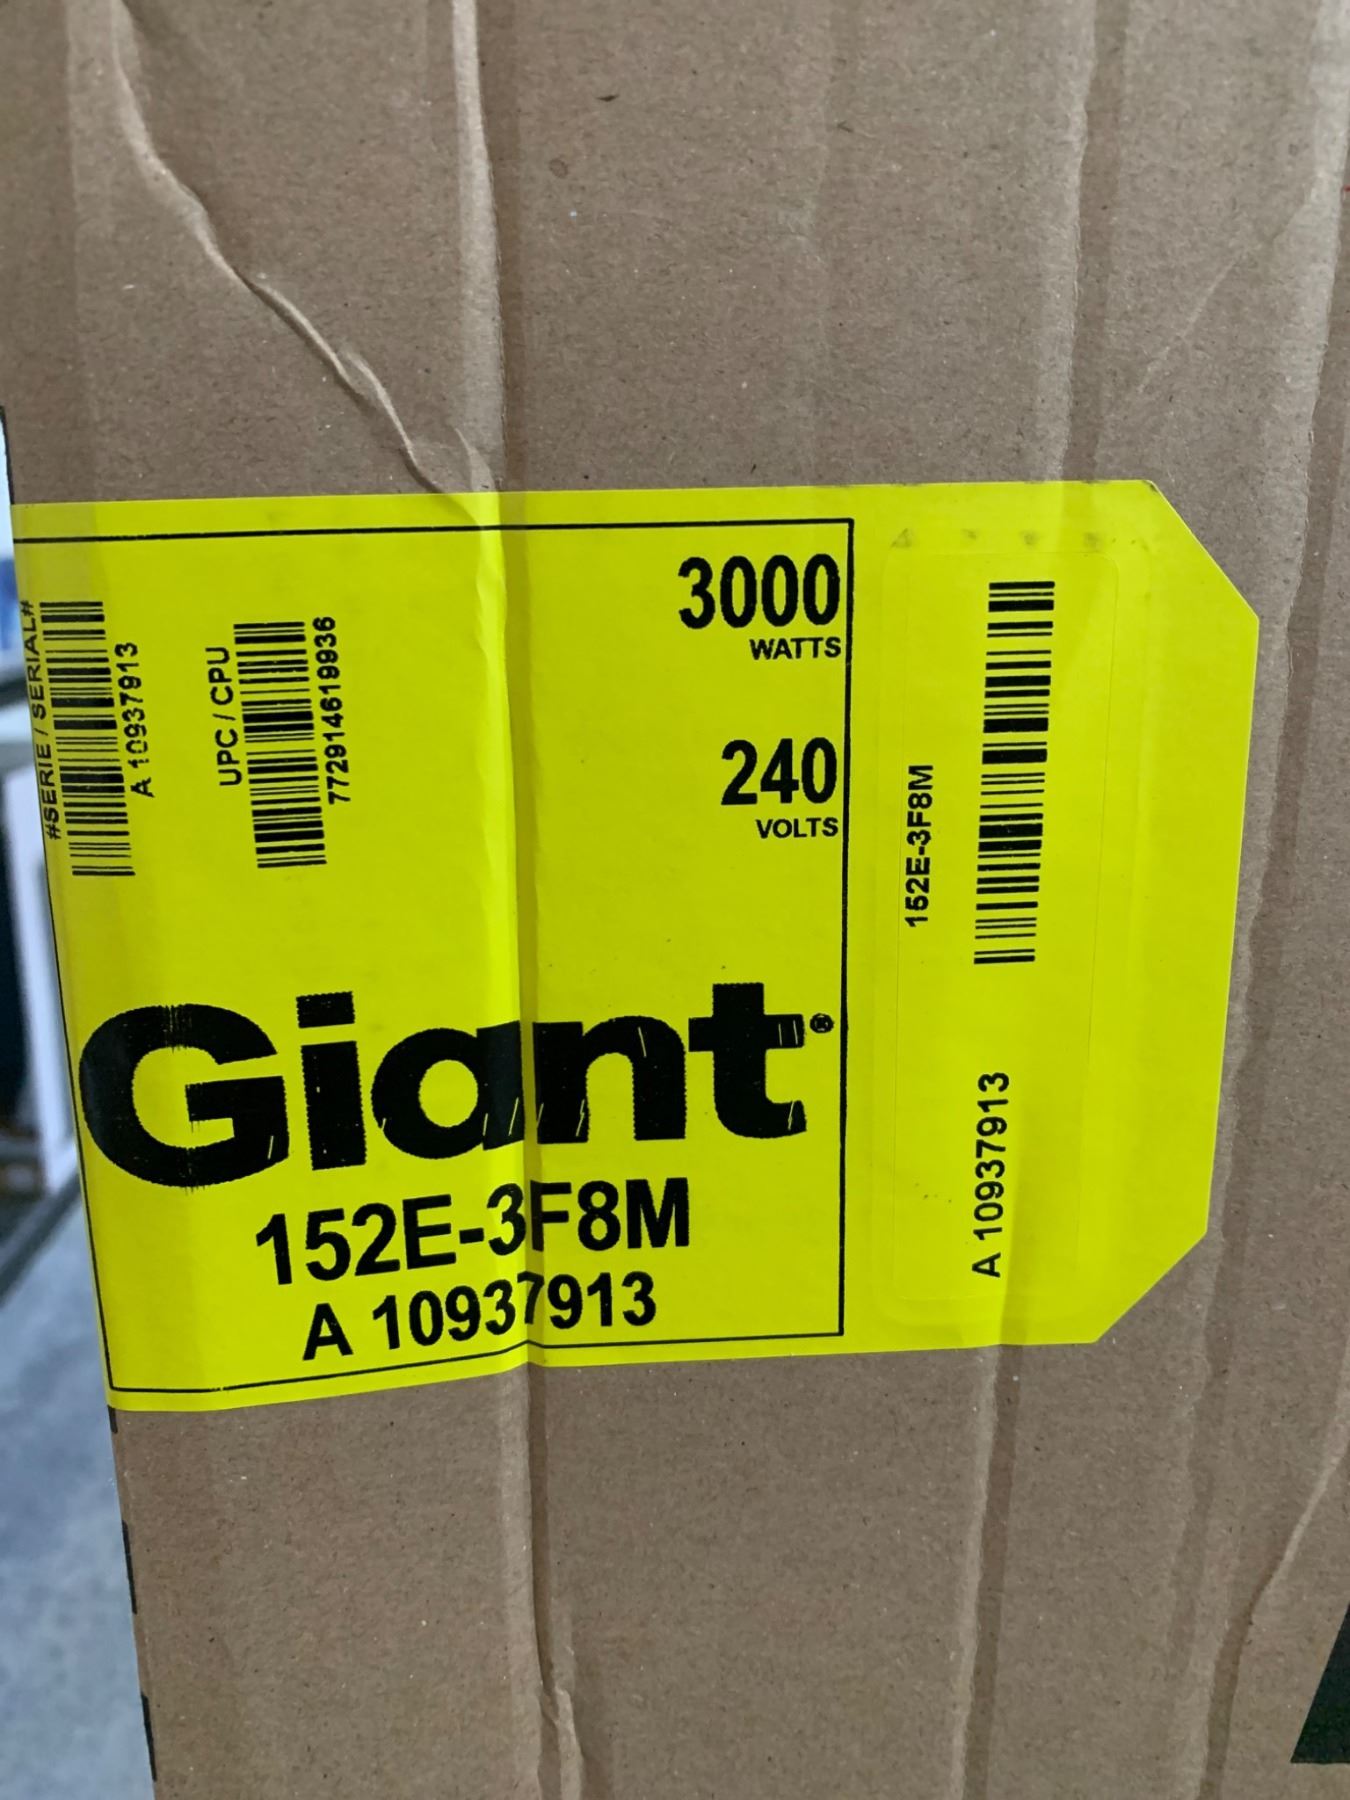 #SERIE / SERIAL#
A 10937913
UPC / CPU
772914619936
3000
WATTS
240
VOLTS
Giant®
152E-3F8M
A 10937913
152E-3F8M
A 10937913